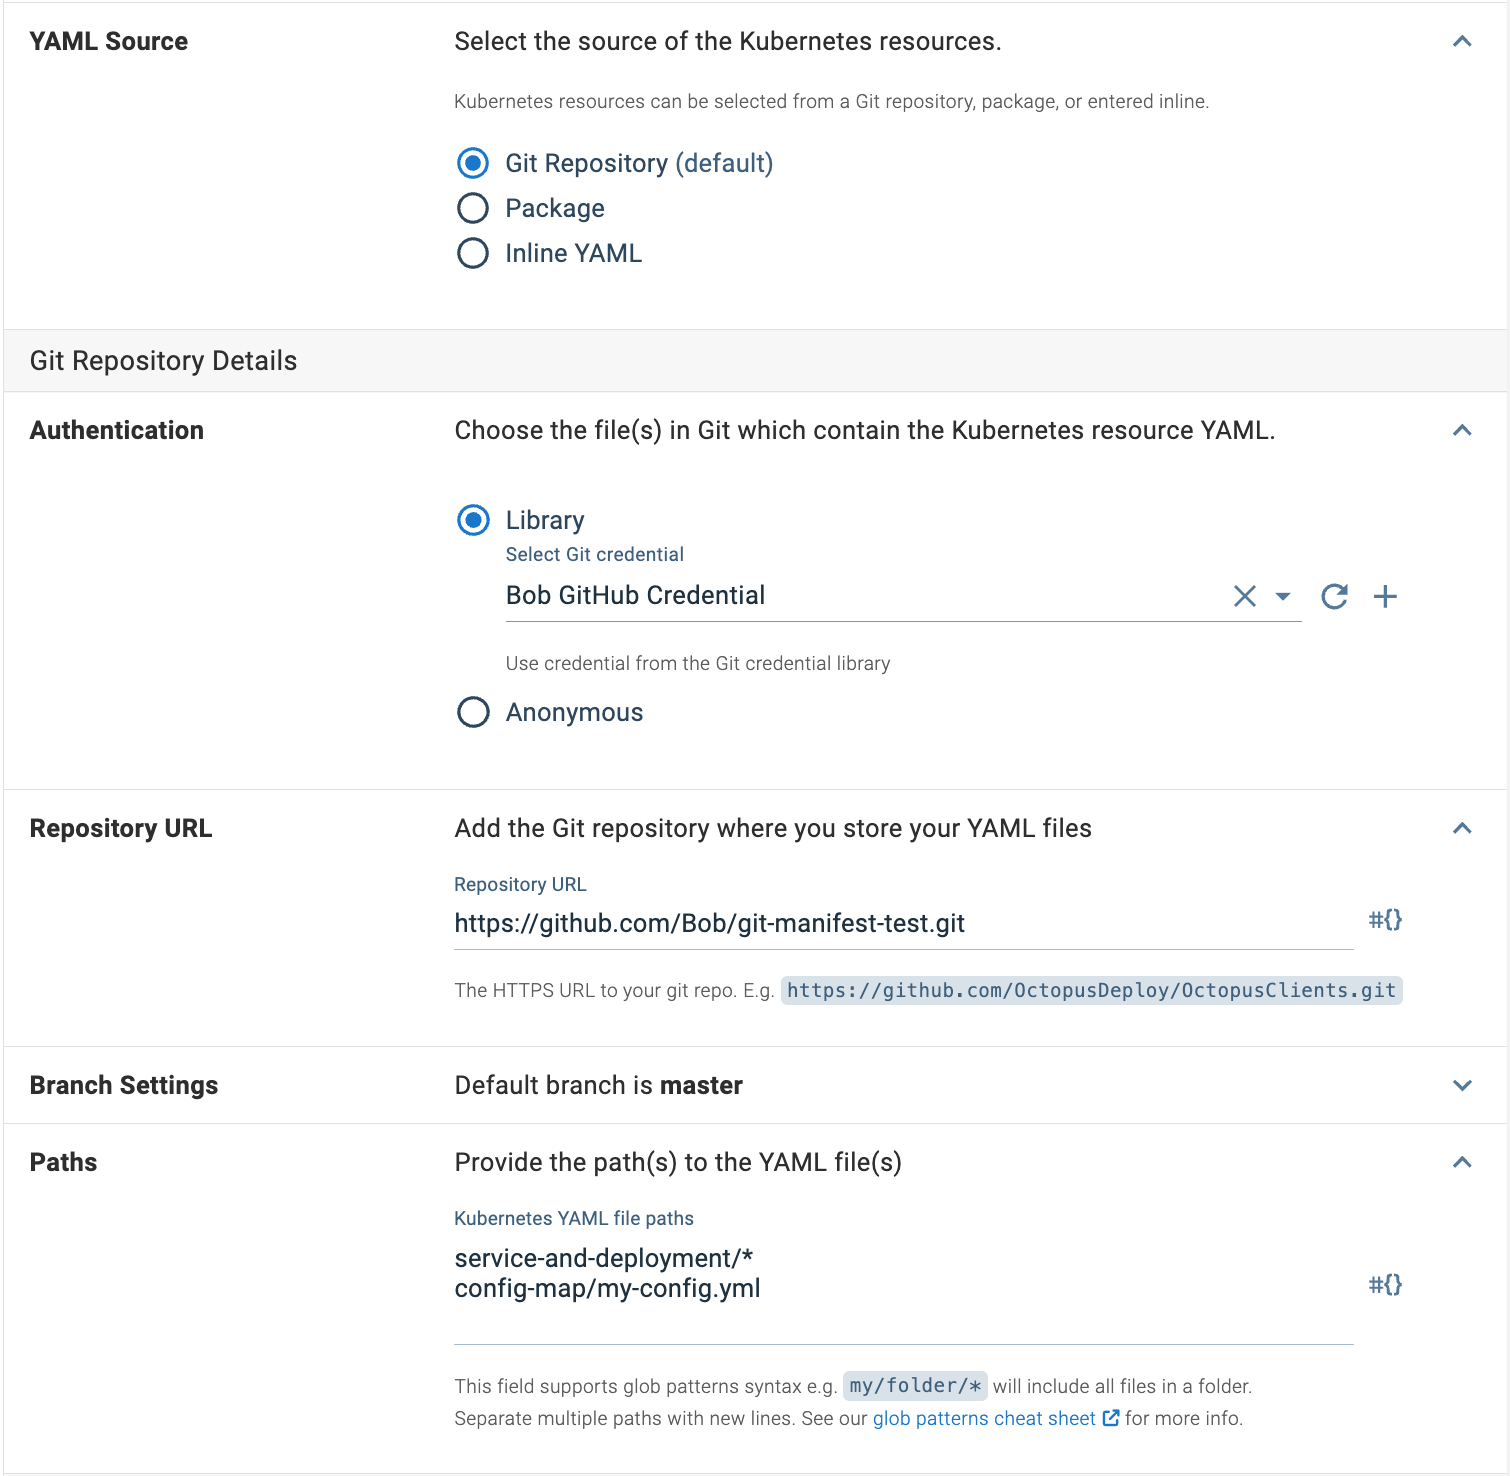 YAML Source
Select the source of the Kubernetes resources.
Kubernetes resources can be selected from a Git repository, package, or entered inline.
Git Repository (default)
Package
Inline YAML
Git Repository Details
Authentication
Choose the file(s) in Git which contain the Kubernetes resource YAML.
Library
Select Git credential
Bob GitHub Credential
Use credential from the Git credential library
Anonymous
Repository URL
Add the Git repository where you store your YAML files
Repository URL
https://github.com/Bob/git-manifest-test.git
#{}
The HTTPS URL to your git repo. E.g. https://github.com/OctopusDeploy/OctopusClients.git
Branch Settings
Default branch is master
Paths
Provide the path(s) to the YAML file(s)
Kubernetes YAML file paths
service-and-deployment/*
config-map/my-config.yml
#{}
This field supports glob patterns syntax e.g. my/folder/* will include all files in a folder.
Separate multiple paths with new lines. See our glob patterns cheat sheet for more info.